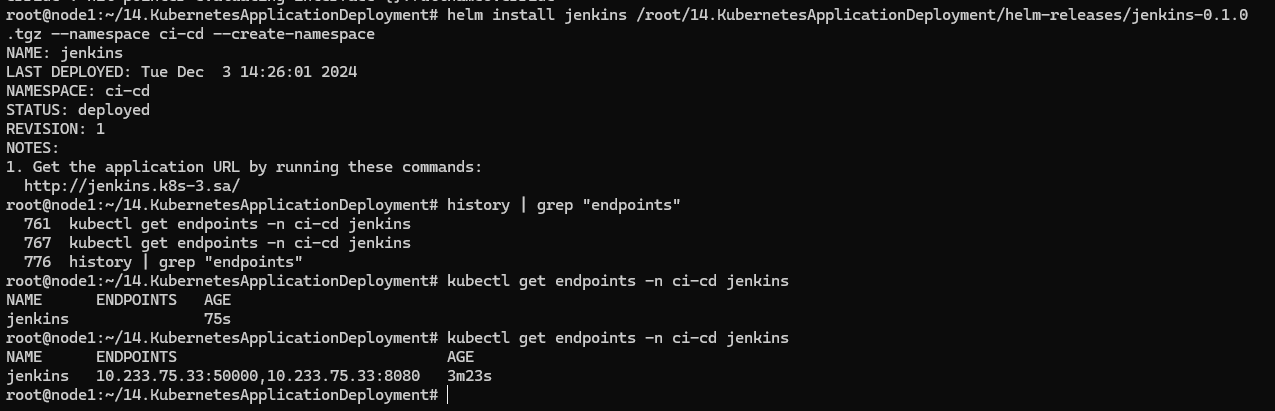 root@node1:~/14.KubernetesApplicationDeployment# helm install jenkins /root/14.KubernetesApplicationDeployment/helm-releases/jenkins-0.1.0
.tgz --namespace ci-cd --create-namespace
NAME: jenkins
LAST DEPLOYED: Tue Dec  3 14:26:01 2024
NAMESPACE: ci-cd
STATUS: deployed
REVISION: 1
NOTES:
1. Get the application URL by running these commands:
  http://jenkins.k8s-3.sa/
root@node1:~/14.KubernetesApplicationDeployment# history | grep "endpoints"
  761  kubectl get endpoints -n ci-cd jenkins
  767  kubectl get endpoints -n ci-cd jenkins
  776  history | grep "endpoints"
root@node1:~/14.KubernetesApplicationDeployment# kubectl get endpoints -n ci-cd jenkins
NAME      ENDPOINTS   AGE
jenkins               75s
root@node1:~/14.KubernetesApplicationDeployment# kubectl get endpoints -n ci-cd jenkins
NAME      ENDPOINTS                              AGE
jenkins   10.233.75.33:50000,10.233.75.33:8080   3m23s
root@node1:~/14.KubernetesApplicationDeployment#